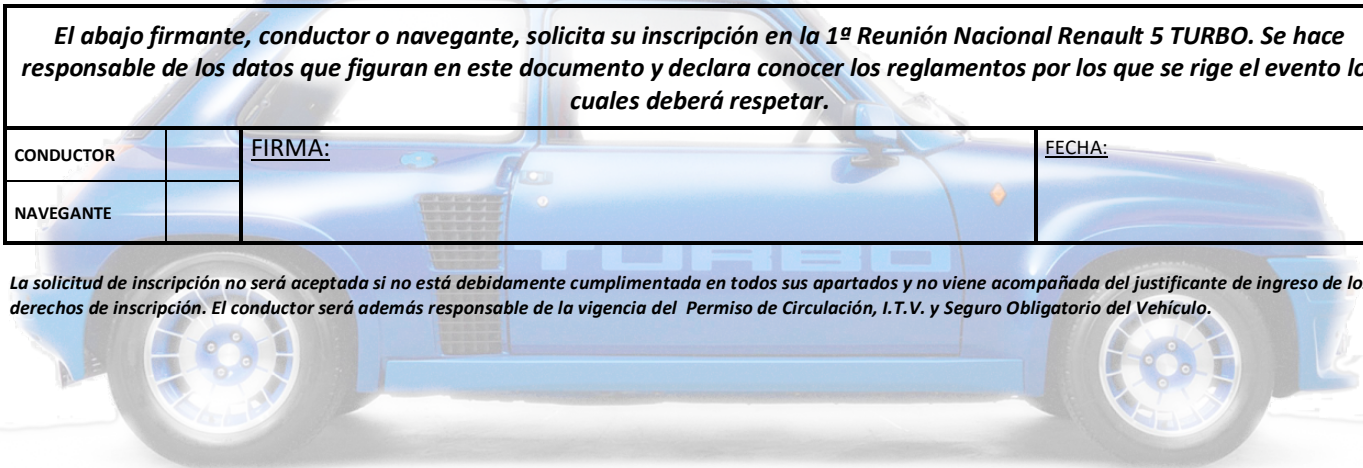 El abajo firmante, conductor o navegante, solicita su inscripción en la 1ª Reunión Nacional Renault 5 TURBO. Se hace
responsable de los datos que figuran en este documento y declara conocer los reglamentos por los que se rige el evento lo
cuales deberá respetar.
CONDUCTOR
FIRMA:
FECHA:
NAVEGANTE
TURBO
La solicitud de inscripción no será aceptada si no está debidamente cumplimentada en todos sus apartados y no viene acompañada del justificante de ingreso de lo
derechos de inscripción. El conductor será además responsable de la vigencia del Permiso de Circulación, I.T.V. y Seguro Obligatorio del Vehículo.